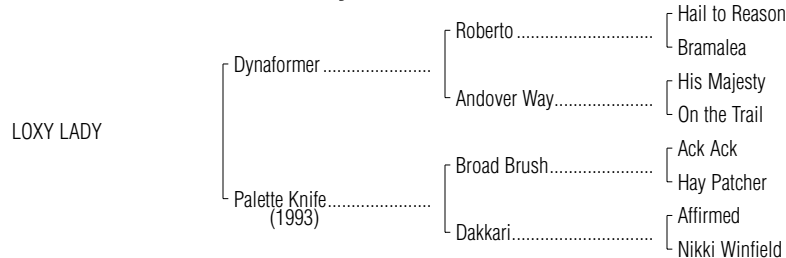 Hail to Reason
Roberto ............................
Bramalea
Dynaformer .......................
His Majesty
Andover Way.....................
On the Trail
LOXY LADY
Ack Ack
Broad Brush......................
Hay Patcher
Palette Knife......................
(1993)
Affirmed
Dakkari..............................
Nikki Winfield